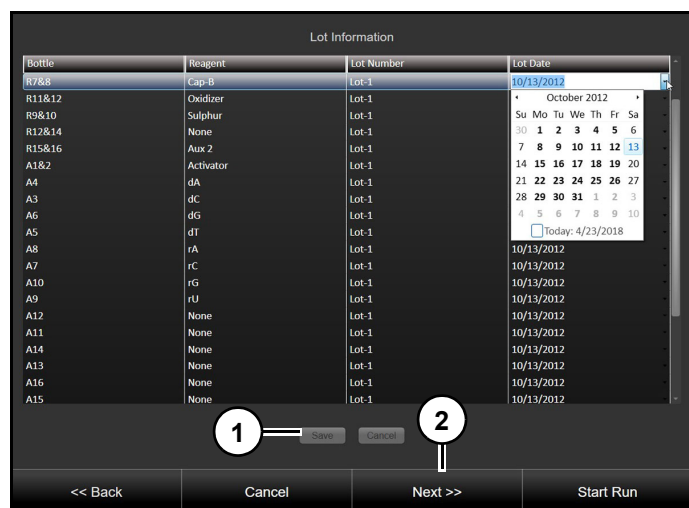 Lot Information
Bottle Reagent Lot Number Lot Date
R7&8 Cap-B Lot-1 10/13/2012
R11&12 Oxidizer Lot-1
R9&10 Sulphur Lot-1
R12&14 None Lot-1
R15&16 Aux 2 Lot-1
A1&2 Activator Lot-1
A4 dA Lot-1
A3 dC Lot-1
A6 dG Lot-1
A5 dT Lot-1
A8 rA Lot-1 10/13/2012
A7 rC Lot-1 10/13/2012
A10 rG Lot-1 10/13/2012
A9 rU Lot-1 10/13/2012
A12 None Lot-1 10/13/2012
A11 None Lot-1 10/13/2012
A14 None Lot-1 10/13/2012
A13 None Lot-1 10/13/2012
A16 None Lot-1 10/13/2012
A15 None Lot-1 10/13/2012
October 2012
Su Mo Tu We Th Fr Sa
30 1 2 3 4 5 6
7 8 9 10 11 12 13
14 15 16 17 18 19 20
21 22 23 24 25 26 27
28 29 30 31 1 2 3
4 5 6 7 8 9 10
Today: 4/23/2018
1 2
Save Cancel
<< Back Cancel Next >> Start Run